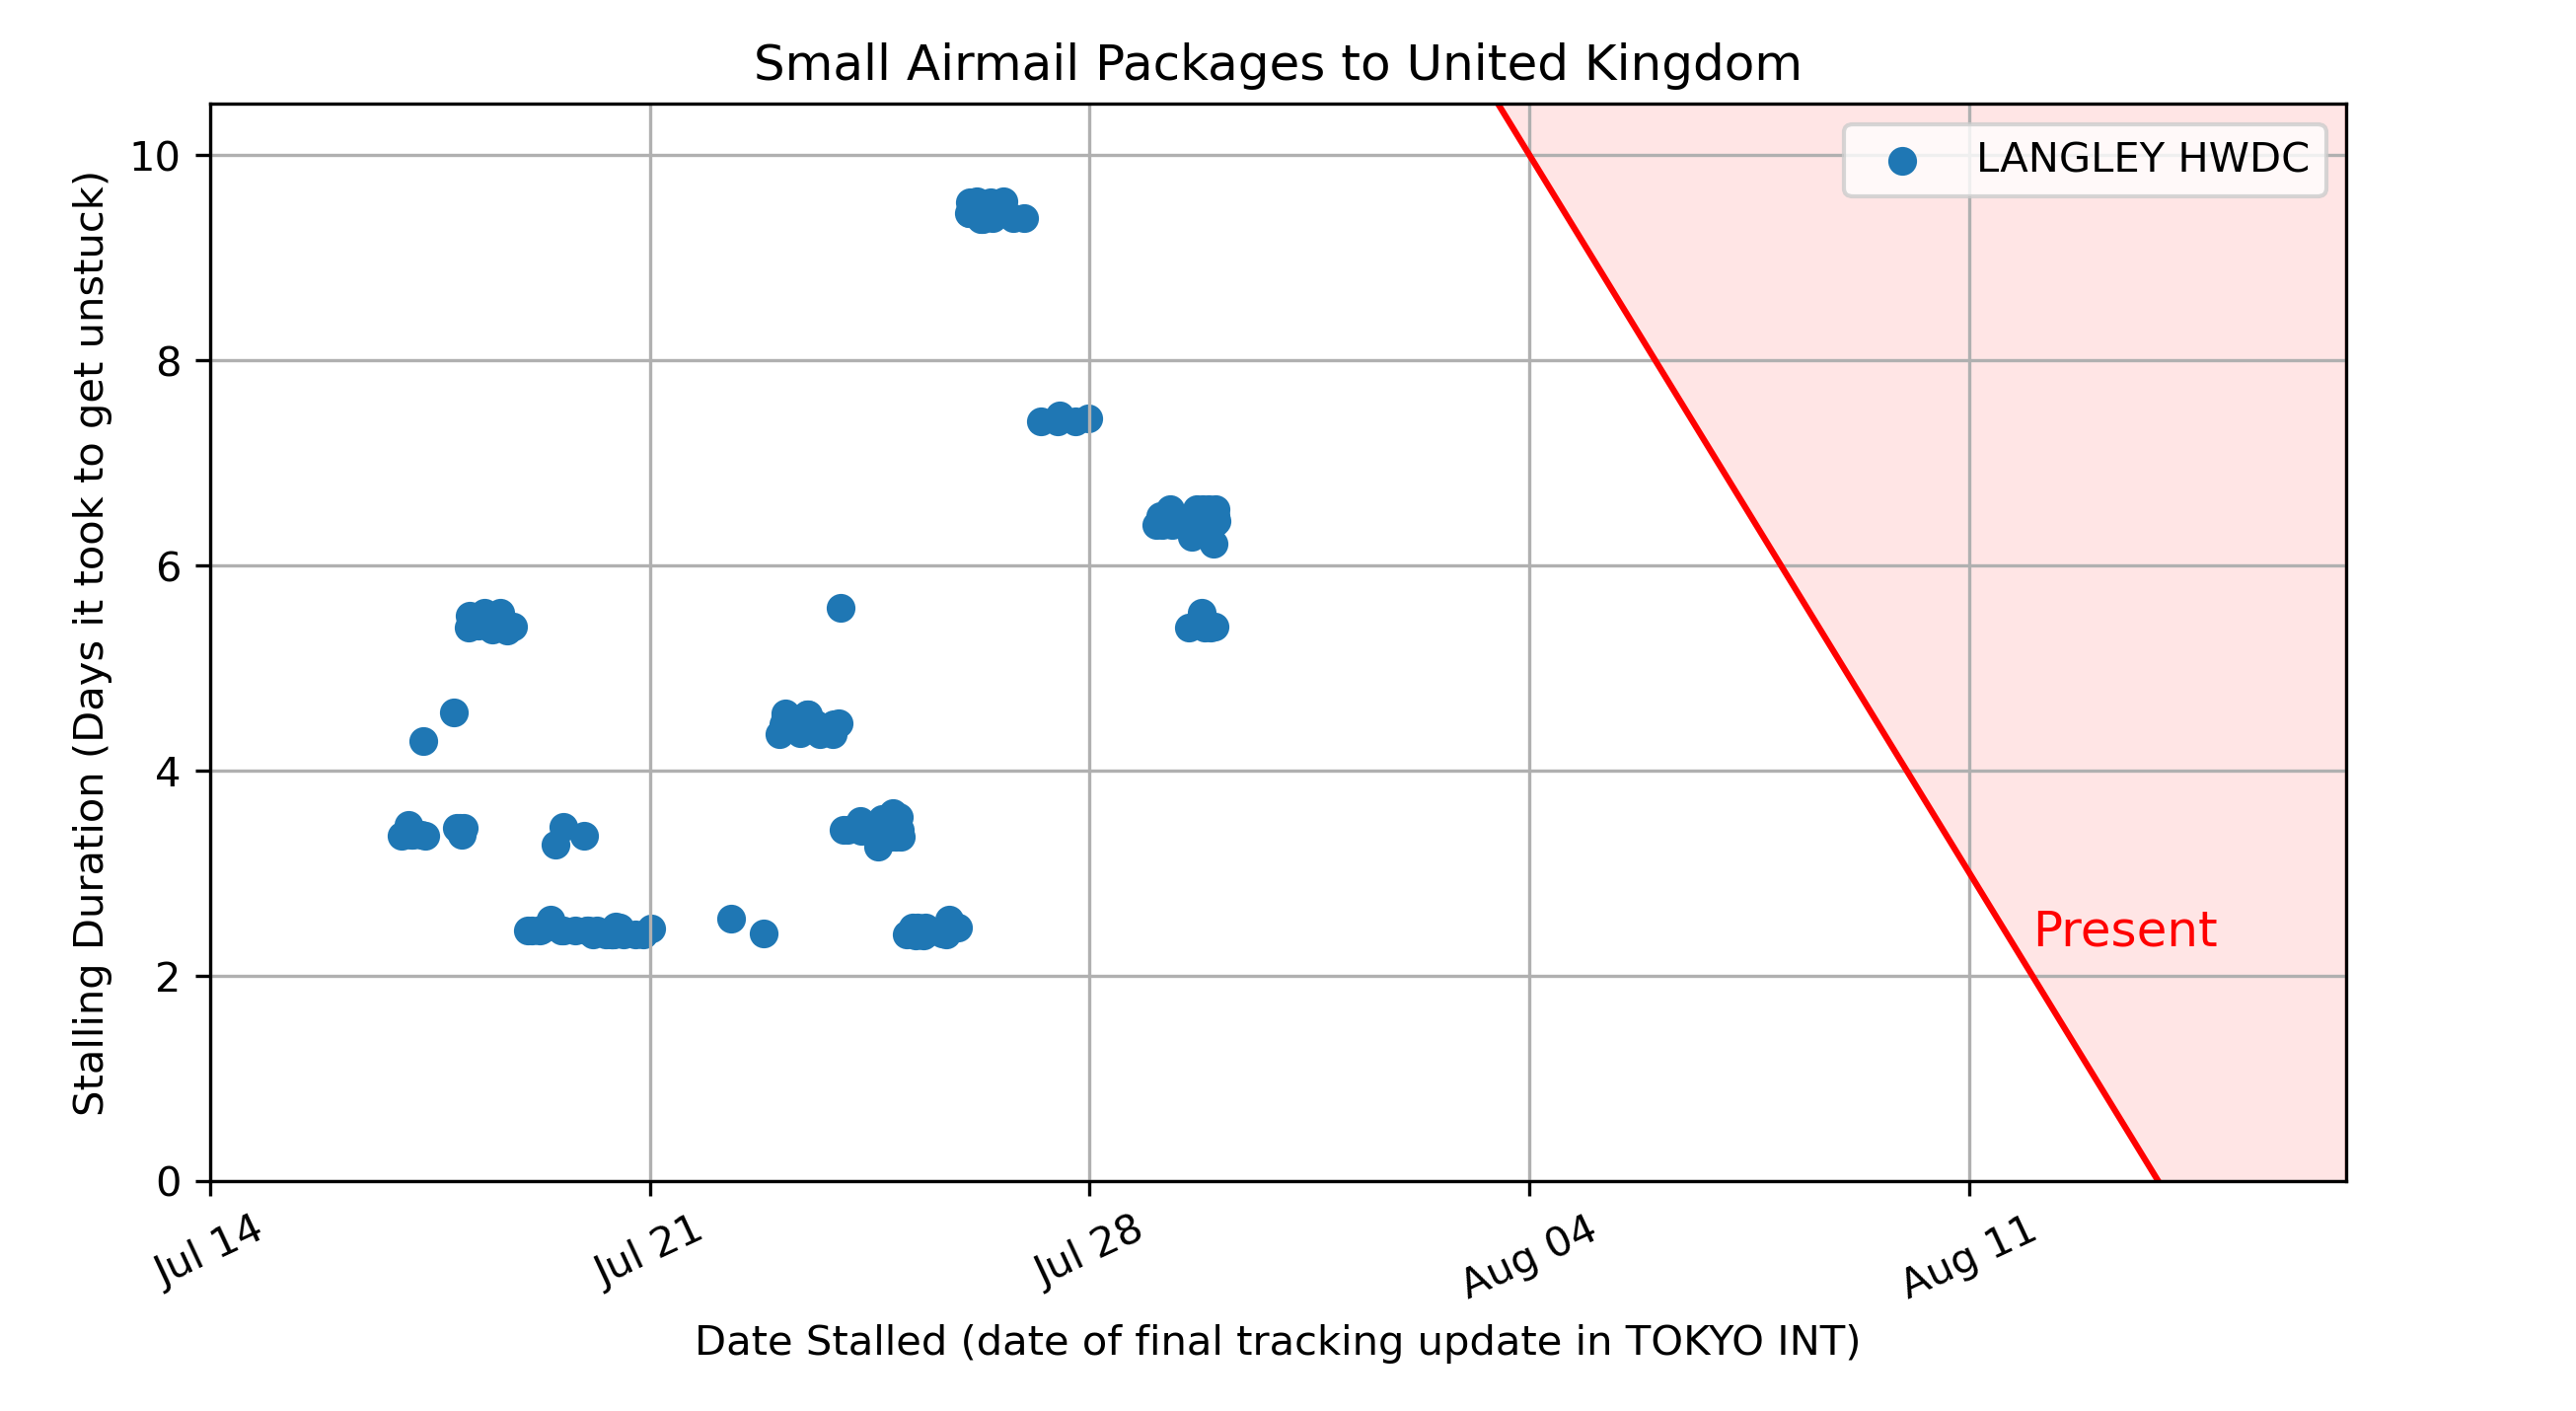 Small Airmail Packages to United Kingdom
LANGLEY HWDC
Stalling Duration (Days it took to get unstuck)
10
8
6
4
2
0
Present
Jul 14
Jul 21
Jul 28
Aug 04
Aug 11
Date Stalled (date of final tracking update in TOKYO INT)